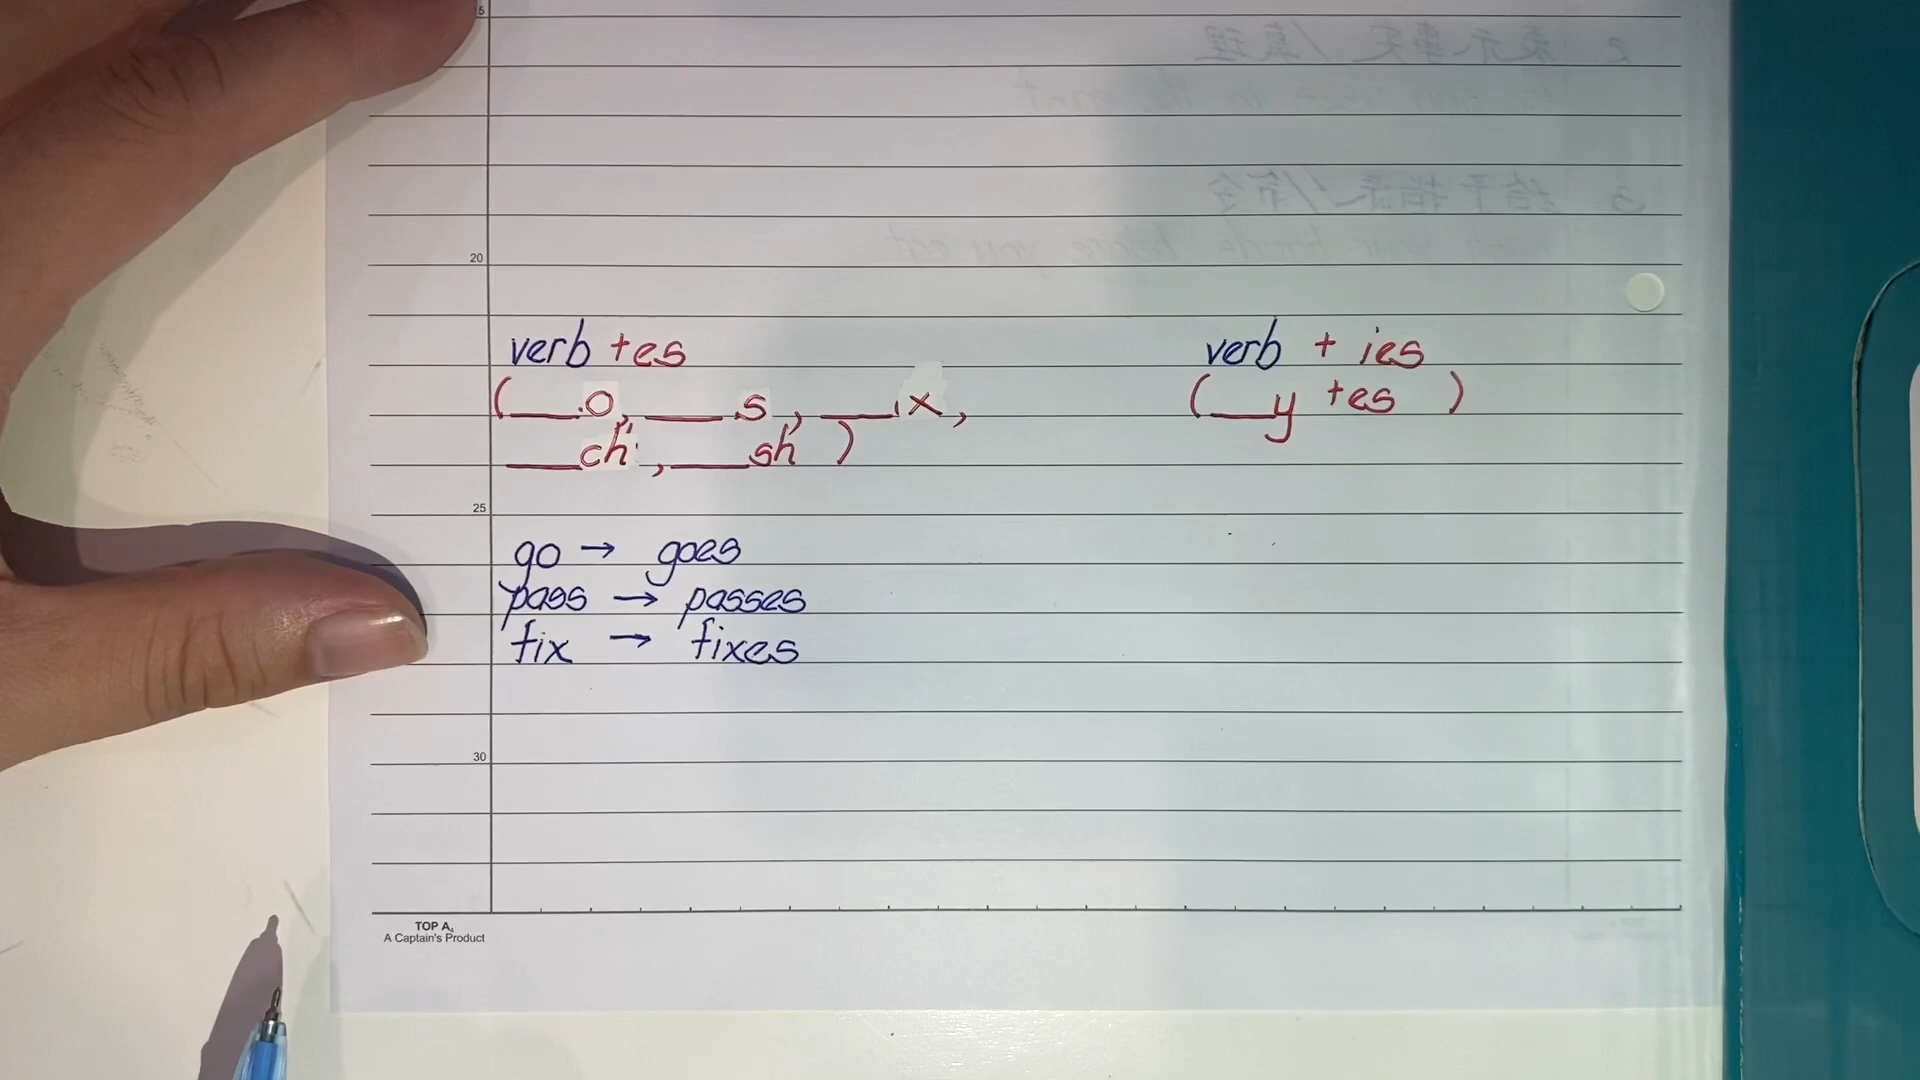 5
20
verb +es
(___o, ___s, ___x,
___ch, ___sh)
verb + ies
(___y +es)
25
go → goes
pass → passes
fix → fixes
30
TOP A4
A Captain's Product